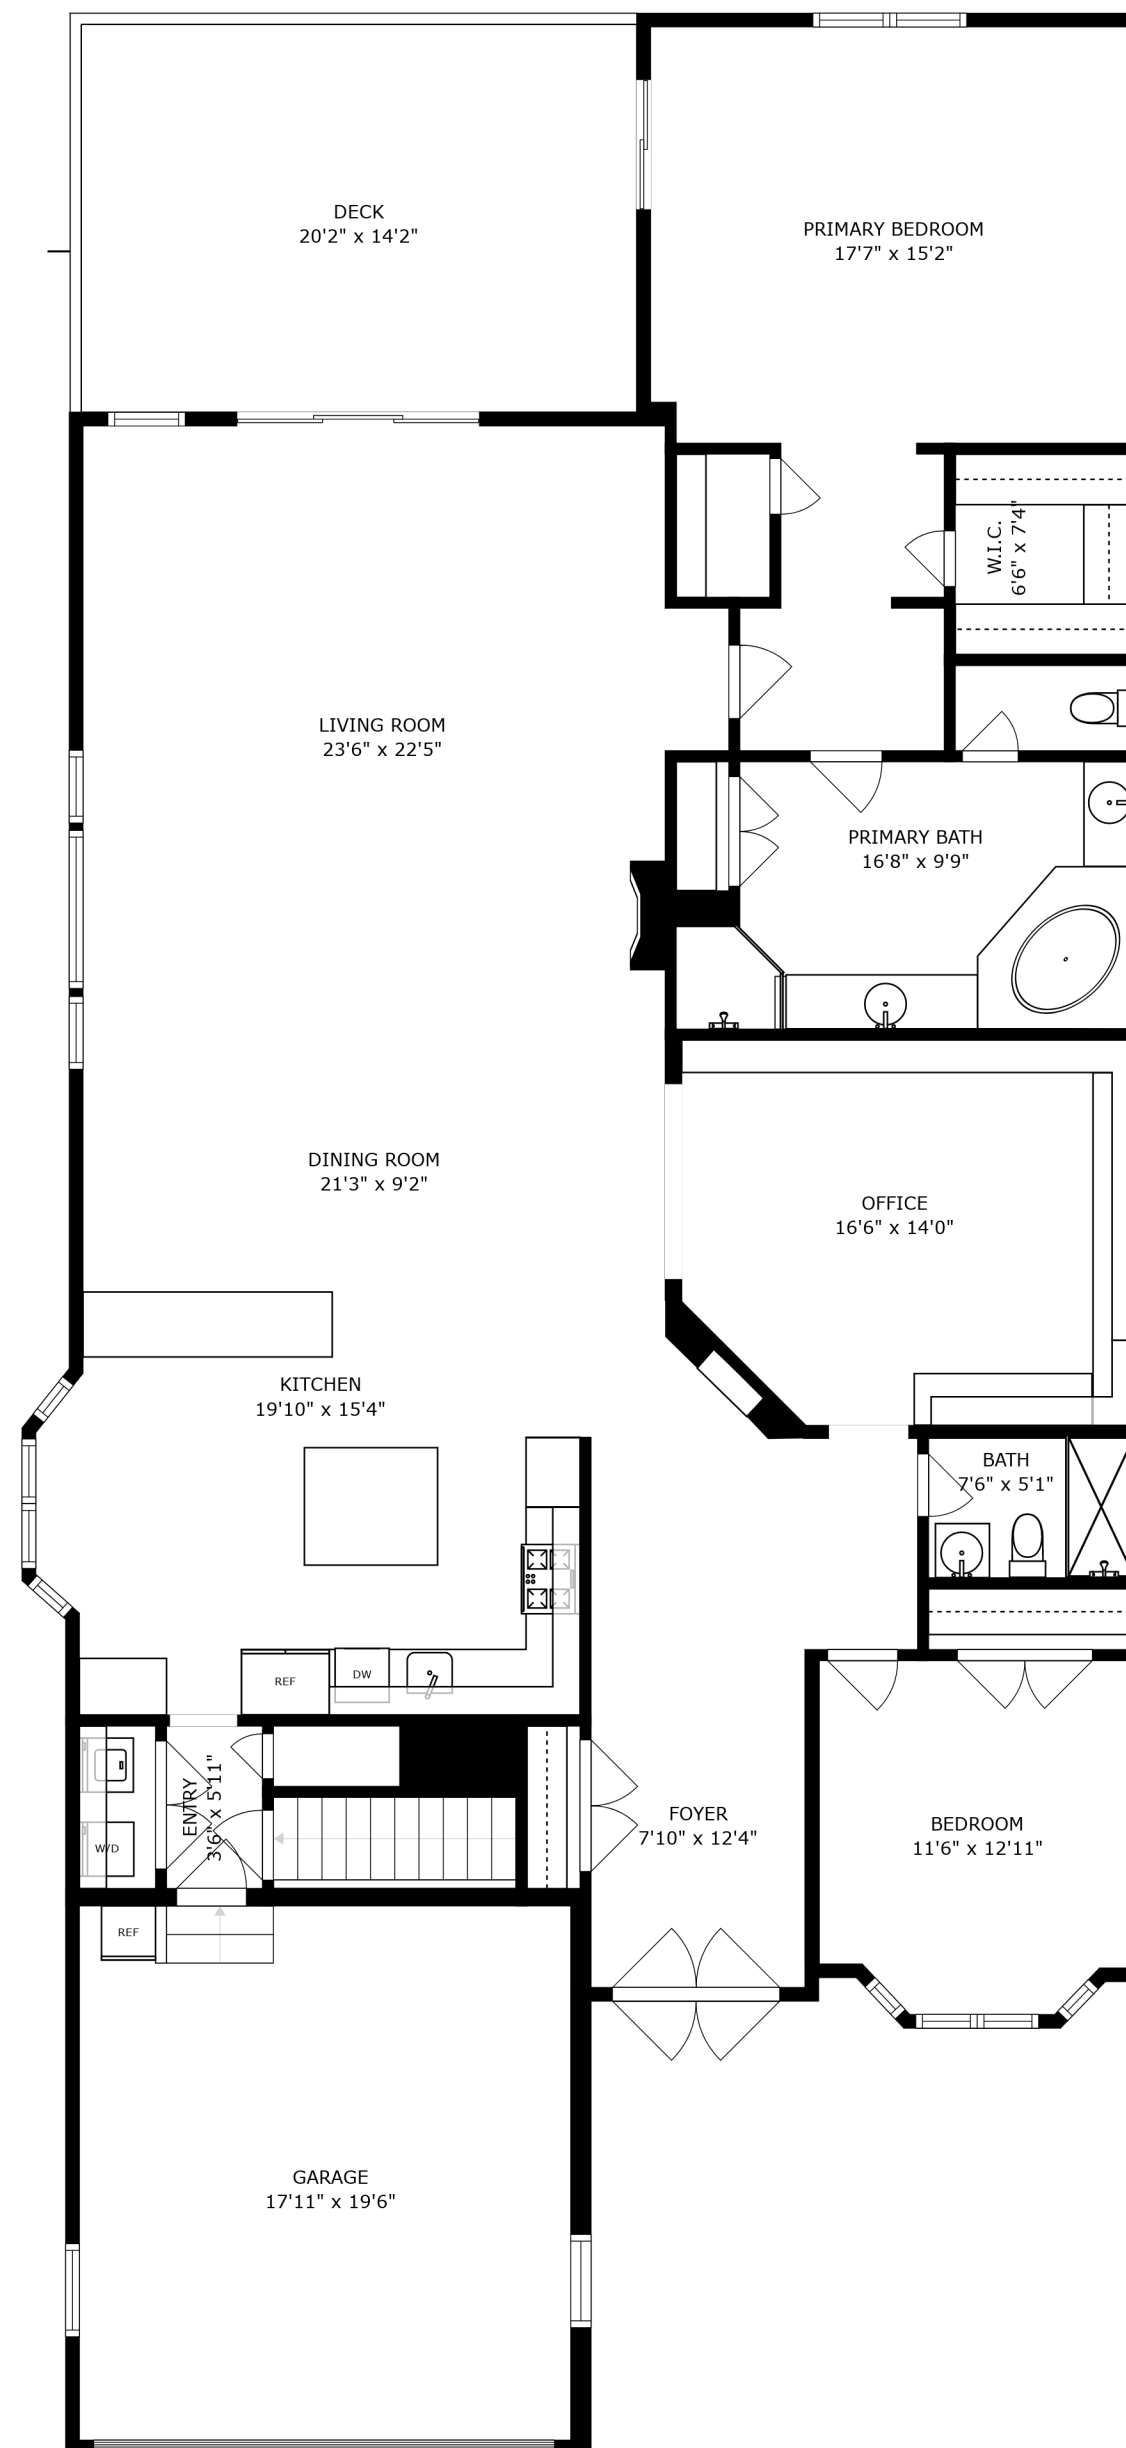 DECK
20'2" x 14'2"
PRIMARY BEDROOM
17'7" x 15'2"
W.I.C.
6'6" x 7'4"
LIVING ROOM
23'6" x 22'5"
PRIMARY BATH
16'8" x 9'9"
DINING ROOM
21'3" x 9'2"
OFFICE
16'6" x 14'0"
KITCHEN
19'10" x 15'4"
BATH
7'6" x 5'1"
REF
DW
ENTRY
3'6" x 5'11"
W/D
FOYER
7'10" x 12'4"
BEDROOM
11'6" x 12'11"
REF
GARAGE
17'11" x 19'6"